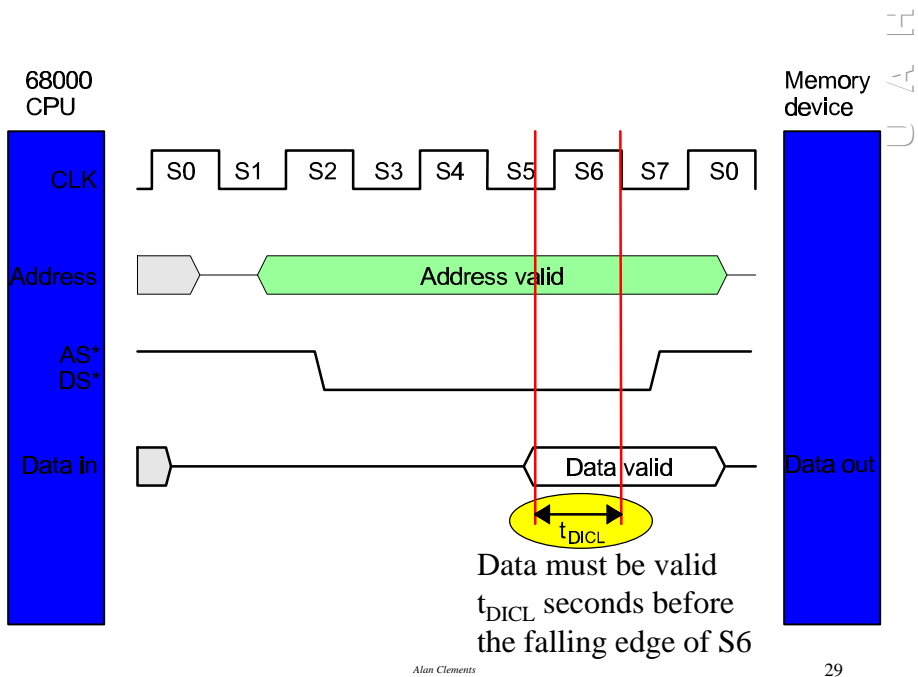 U A H
68000
CPU
Memory
device
CLK
S0 S1 S2 S3 S4 S5 S6 S7 S0
Address
Address valid
AS*
DS*
Data in
Data valid
Data out
tDICL
Data must be valid
tDICL seconds before
the falling edge of S6
Alan Clements
29